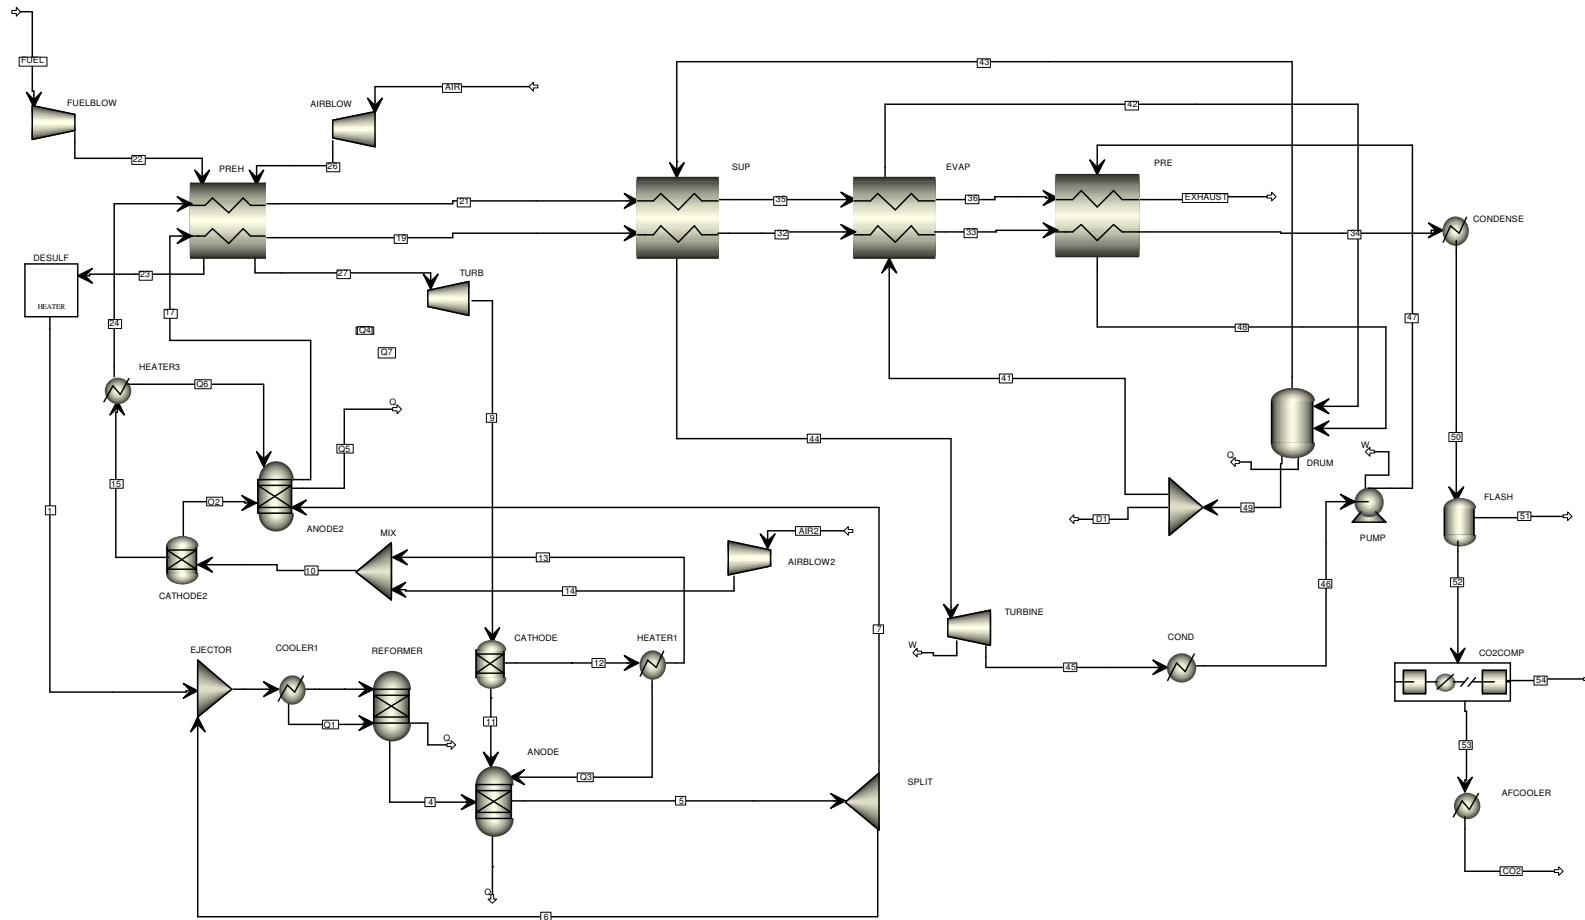 FUEL
FUELBLOW
22
AIRBLOW
AIR
26
PREH
21
19
23
DESULF
HEATER
27
TURB
17
24
Q4
Q7
HEATER3
Q6
Q
Q5
15
1
O2
ANODE2
CATHODE2
10
MIX
13
14
AIR2
AIRBLOW2
9
EJECTOR
COOLER1
REFORMER
Q1
Q
4
CATHODE
12
HEATER1
11
ANODE
Q3
5
Q
7
SPLIT
6
43
42
SUP
EVAP
PRE
35
36
EXHAUST
32
33
34
CONDENSE
48
47
41
44
50
DRUM
Q
W
D1
49
PUMP
FLASH
51
46
52
TURBINE
W
45
COND
CO2COMP
54
53
AFCOOLER
CO2